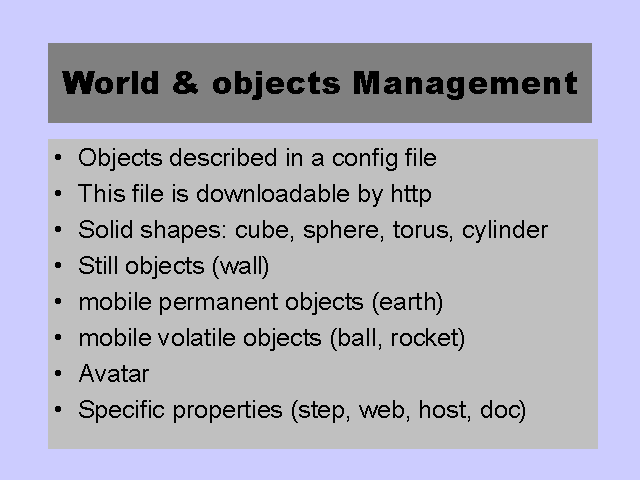 World & objects Management
• Objects described in a config file
• This file is downloadable by http
• Solid shapes: cube, sphere, torus, cylinder
• Still objects (wall)
• mobile permanent objects (earth)
• mobile volatile objects (ball, rocket)
• Avatar
• Specific properties (step, web, host, doc)